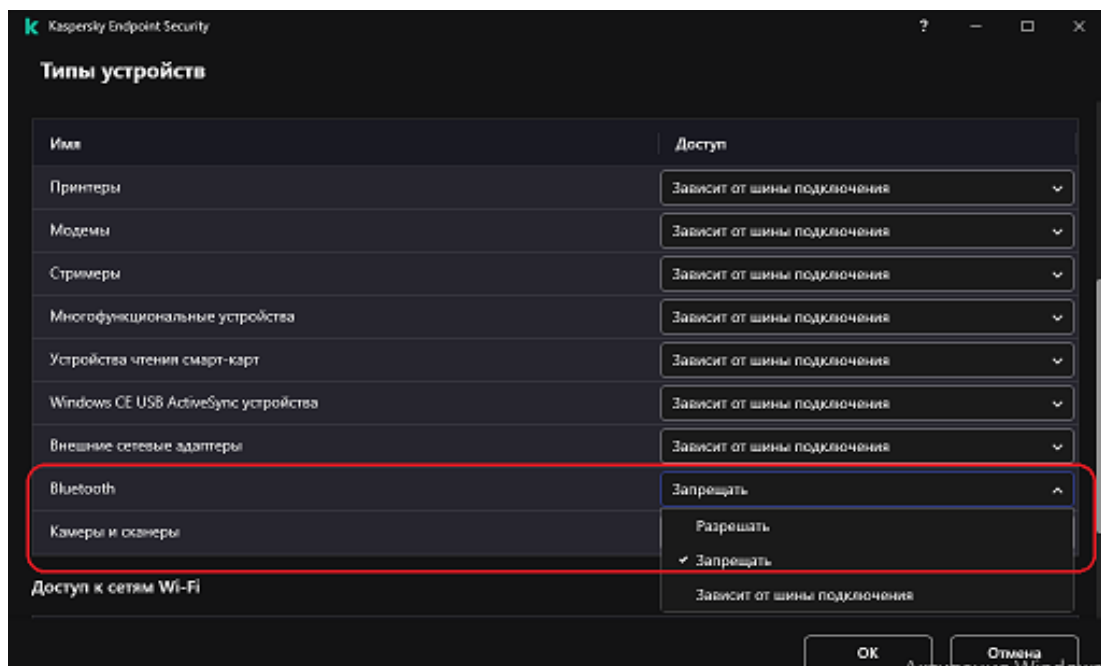 Kaspersky Endpoint Security
Типы устройств
Имя Доступ
Принтеры Зависит от шины подключения
Модемы Зависит от шины подключения
Стримеры Зависит от шины подключения
Многофункциональные устройства Зависит от шины подключения
Устройства чтения смарт-карт Зависит от шины подключения
Windows CE USB ActiveSync устройства Зависит от шины подключения
Внешние сетевые адаптеры Зависит от шины подключения
Bluetooth Запрещать
Камеры и сканеры Разрешать
Запрещать
Доступ к сетям Wi-Fi Зависит от шины подключения
ОК Отмена